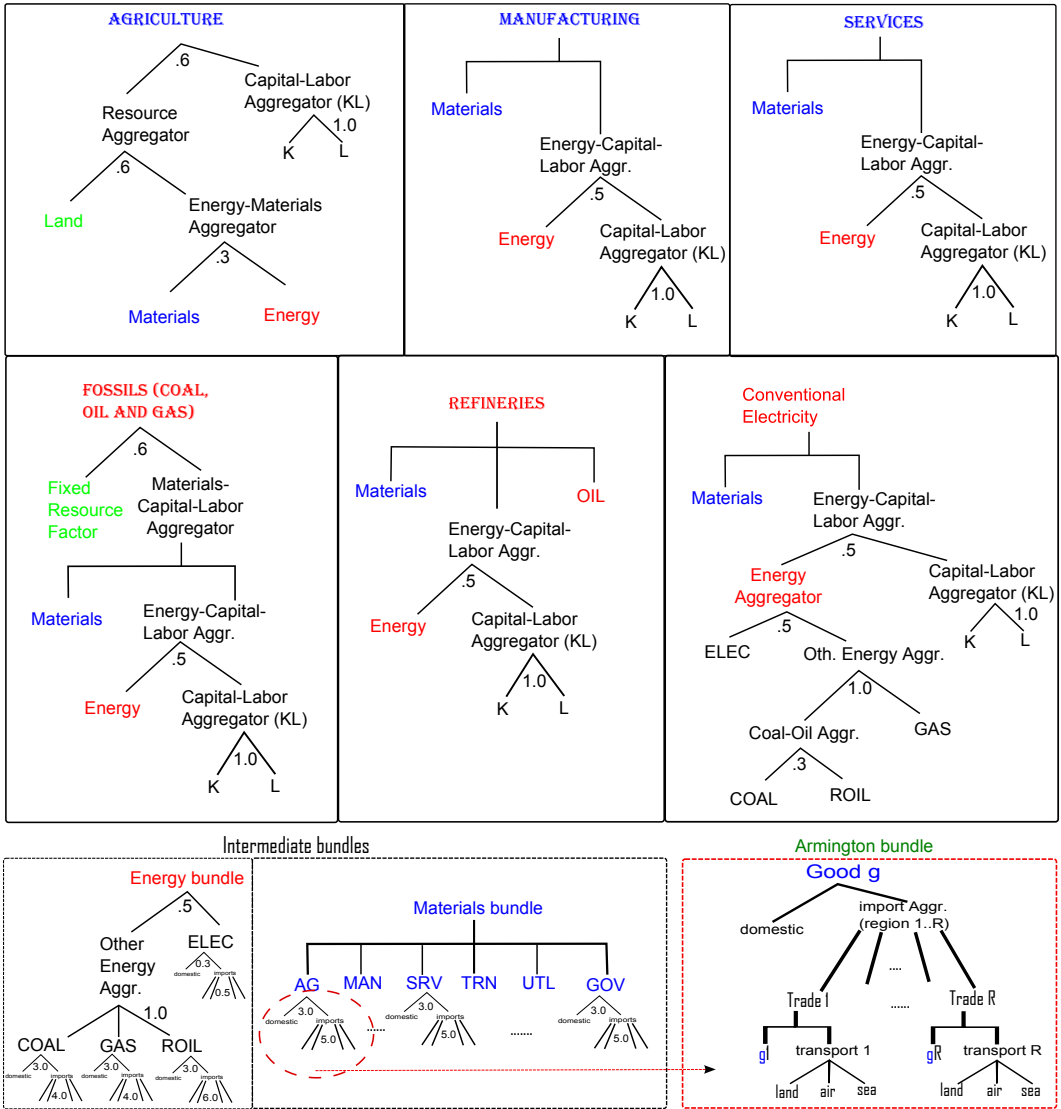 AGRICULTURE
.6
Capital-Labor
Aggregator (KL)
1.0
K
L
Resource
Aggregator
.6
Land
Energy-Materials
Aggregator
.3
Materials
Energy
MANUFACTURING
Materials
Energy-Capital-
Labor Aggr.
.5
Energy
Capital-Labor
Aggregator (KL)
1.0
K
L
SERVICES
Materials
Energy-Capital-
Labor Aggr.
.5
Energy
Capital-Labor
Aggregator (KL)
1.0
K
L
FOSSILS (COAL,
OIL AND GAS)
.6
Fixed
Resource
Factor
Materials-
Capital-Labor
Aggregator
Materials
Energy-Capital-
Labor Aggr.
.5
Energy
Capital-Labor
Aggregator (KL)
1.0
K
L
REFINERIES
Materials
OIL
Energy-Capital-
Labor Aggr.
.5
Energy
Capital-Labor
Aggregator (KL)
1.0
K
L
Conventional
Electricity
Materials
Energy-Capital-
Labor Aggr.
.5
Energy
Aggregator
Capital-Labor
Aggregator (KL)
1.0
K
L
.5
ELEC
Oth. Energy Aggr.
1.0
Coal-Oil Aggr.
GAS
.3
COAL
ROIL
Intermediate bundles
Energy bundle
.5
Other
Energy
Aggr.
ELEC
0.3
domestic
imports
0.5
1.0
COAL
GAS
ROIL
3.0
3.0
3.0
domestic
imports
domestic
imports
domestic
imports
4.0
4.0
6.0
Materials bundle
AG
MAN
SRV
TRN
UTL
GOV
3.0
3.0
3.0
domestic
imports
domestic
imports
domestic
imports
5.0
5.0
5.0
......
.......
Armington bundle
Good g
domestic
import Aggr.
(region 1..R)
....
Trade 1
......
Trade R
g1
transport 1
gR
transport R
land
air
sea
land
air
sea